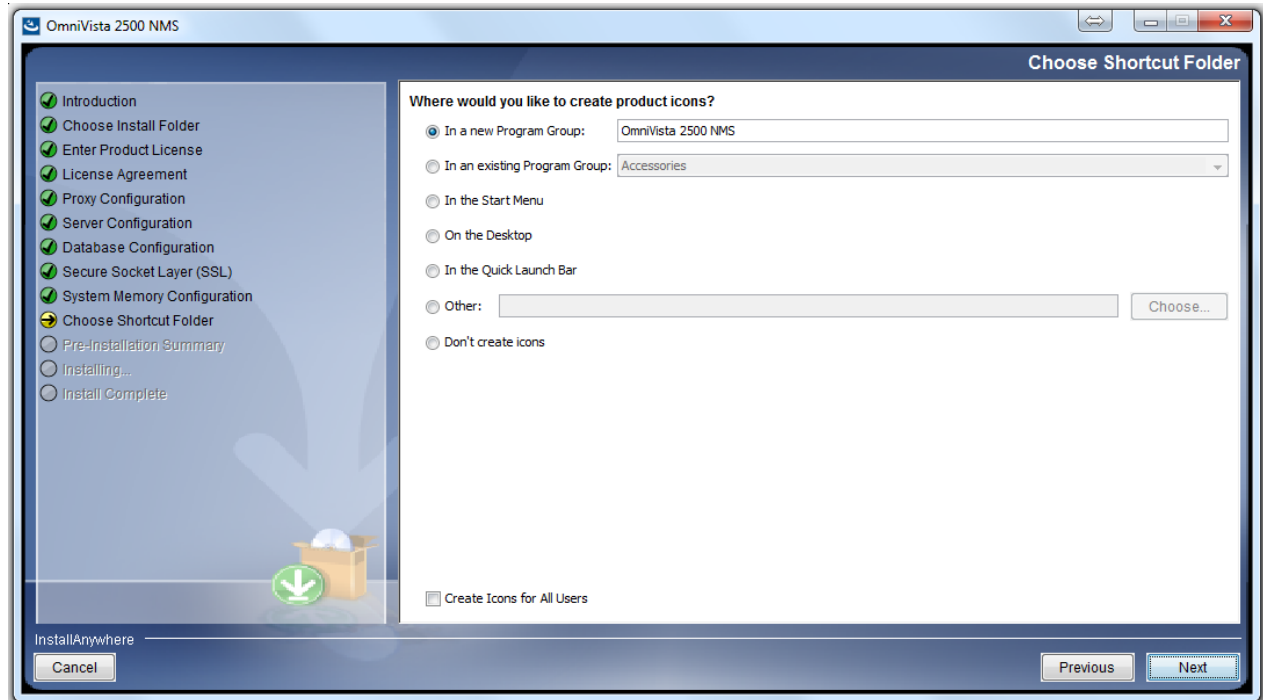 OmniVista 2500 NMS
Choose Shortcut Folder
Introduction
Choose Install Folder
Enter Product License
License Agreement
Proxy Configuration
Server Configuration
Database Configuration
Secure Socket Layer (SSL)
System Memory Configuration
Choose Shortcut Folder
Pre-Installation Summary
Installing...
Install Complete
Where would you like to create product icons?
In a new Program Group: OmniVista 2500 NMS
In an existing Program Group: Accessories
In the Start Menu
On the Desktop
In the Quick Launch Bar
Other: Choose...
Don't create icons
Create Icons for All Users
InstallAnywhere
Cancel Previous Next